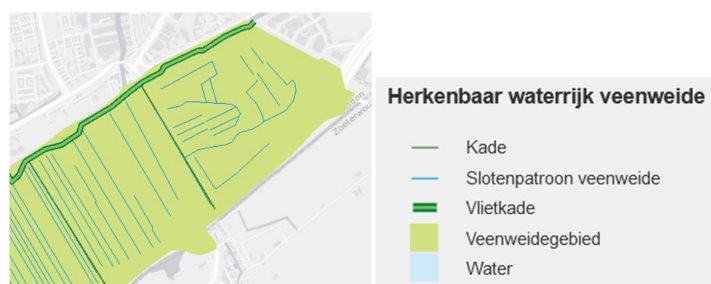 Herkenbaar waterrijk veenweide
Kade
Slotenpatroon veenweide
Vlietkade
Veenweidegebied
Water